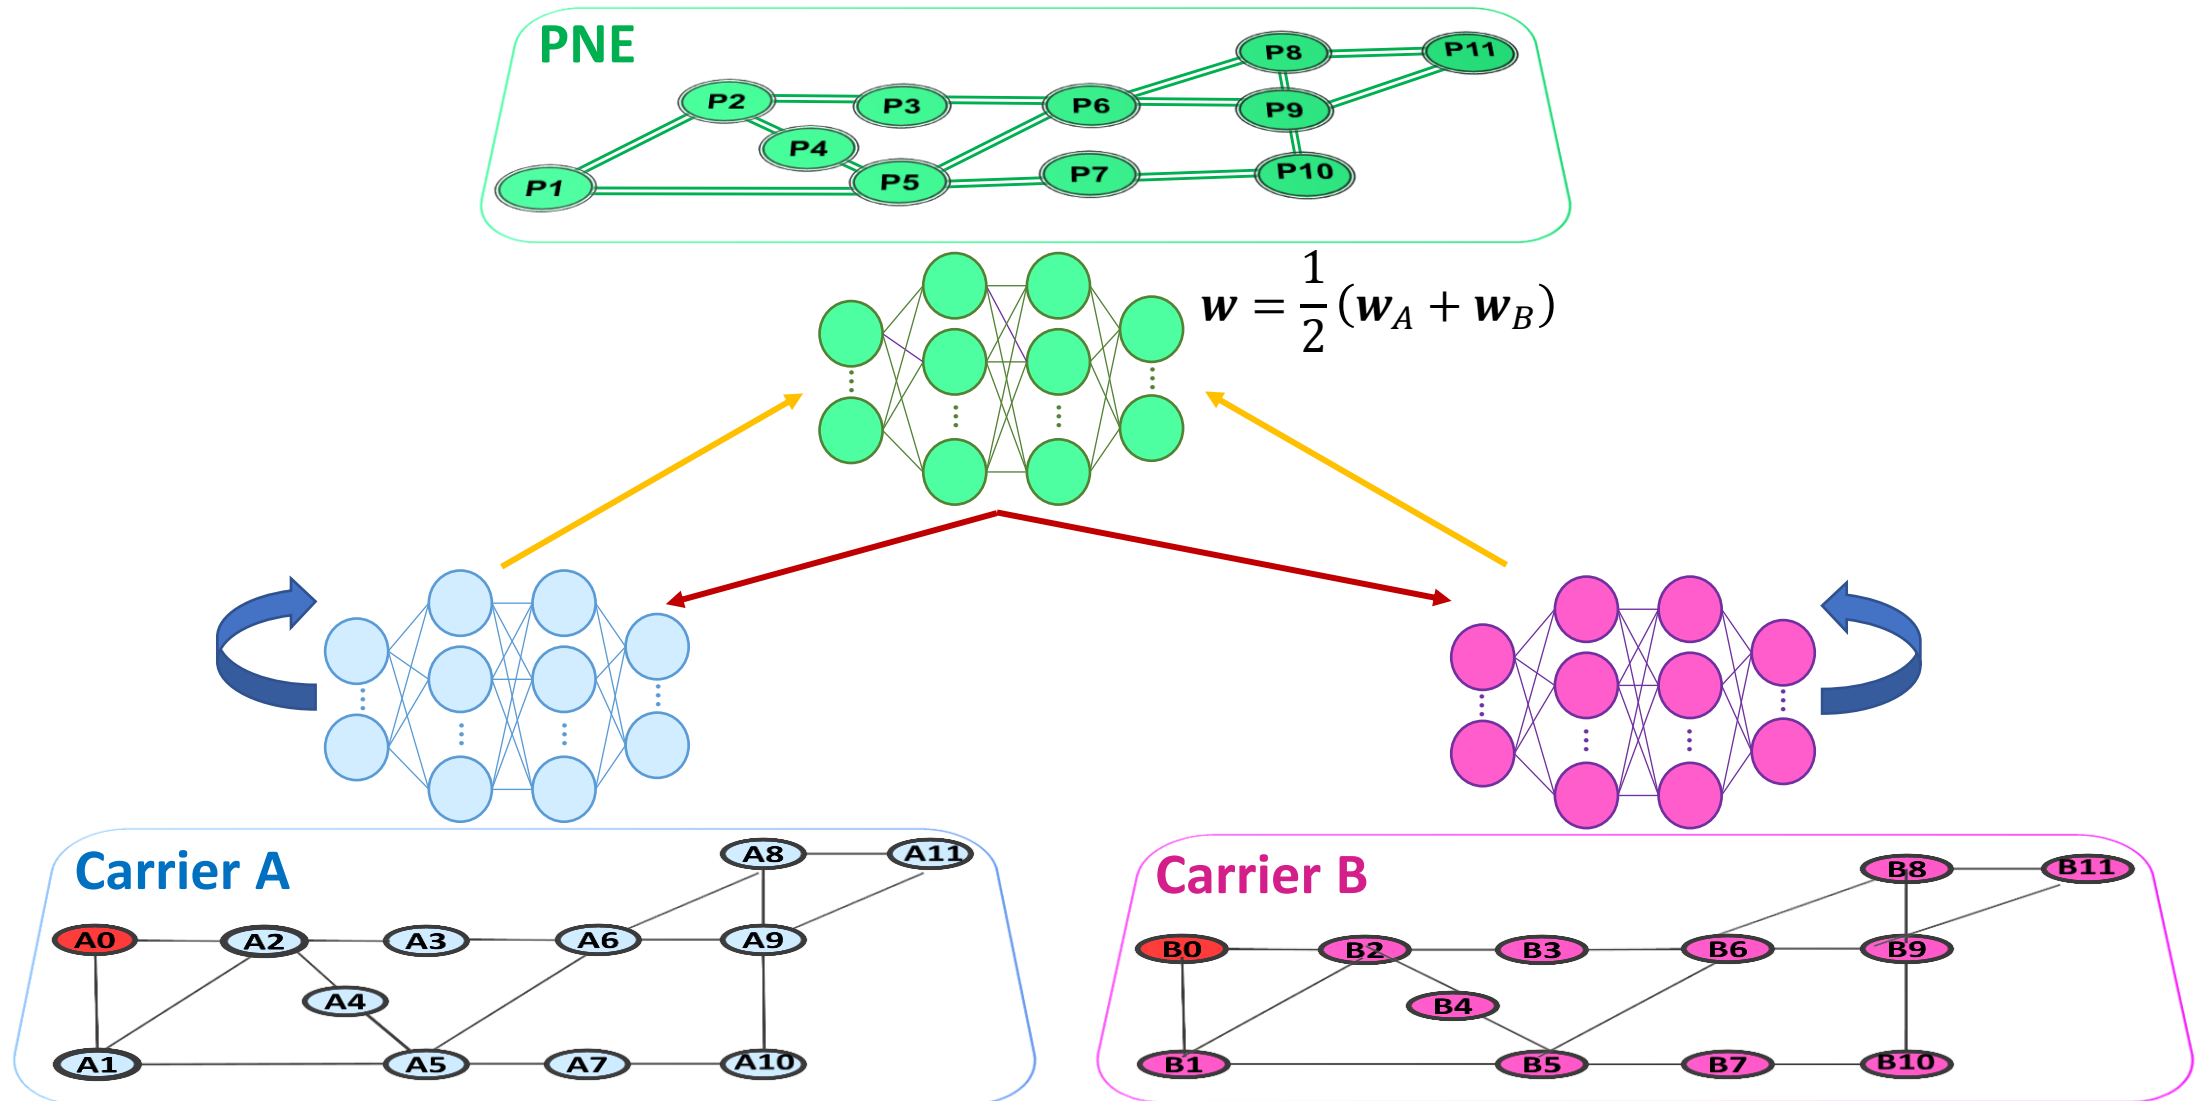 PNE
P8 P11
P2 P3 P6 P9
P4
P1 P5 P7 P10
𝒘 = 1/2 (𝒘_A + 𝒘_B)
Carrier A
A8 A11
A0 A2 A3 A6 A9
A4
A1 A5 A7 A10
Carrier B
B8 B11
B0 B2 B3 B6 B9
B4
B1 B5 B7 B10